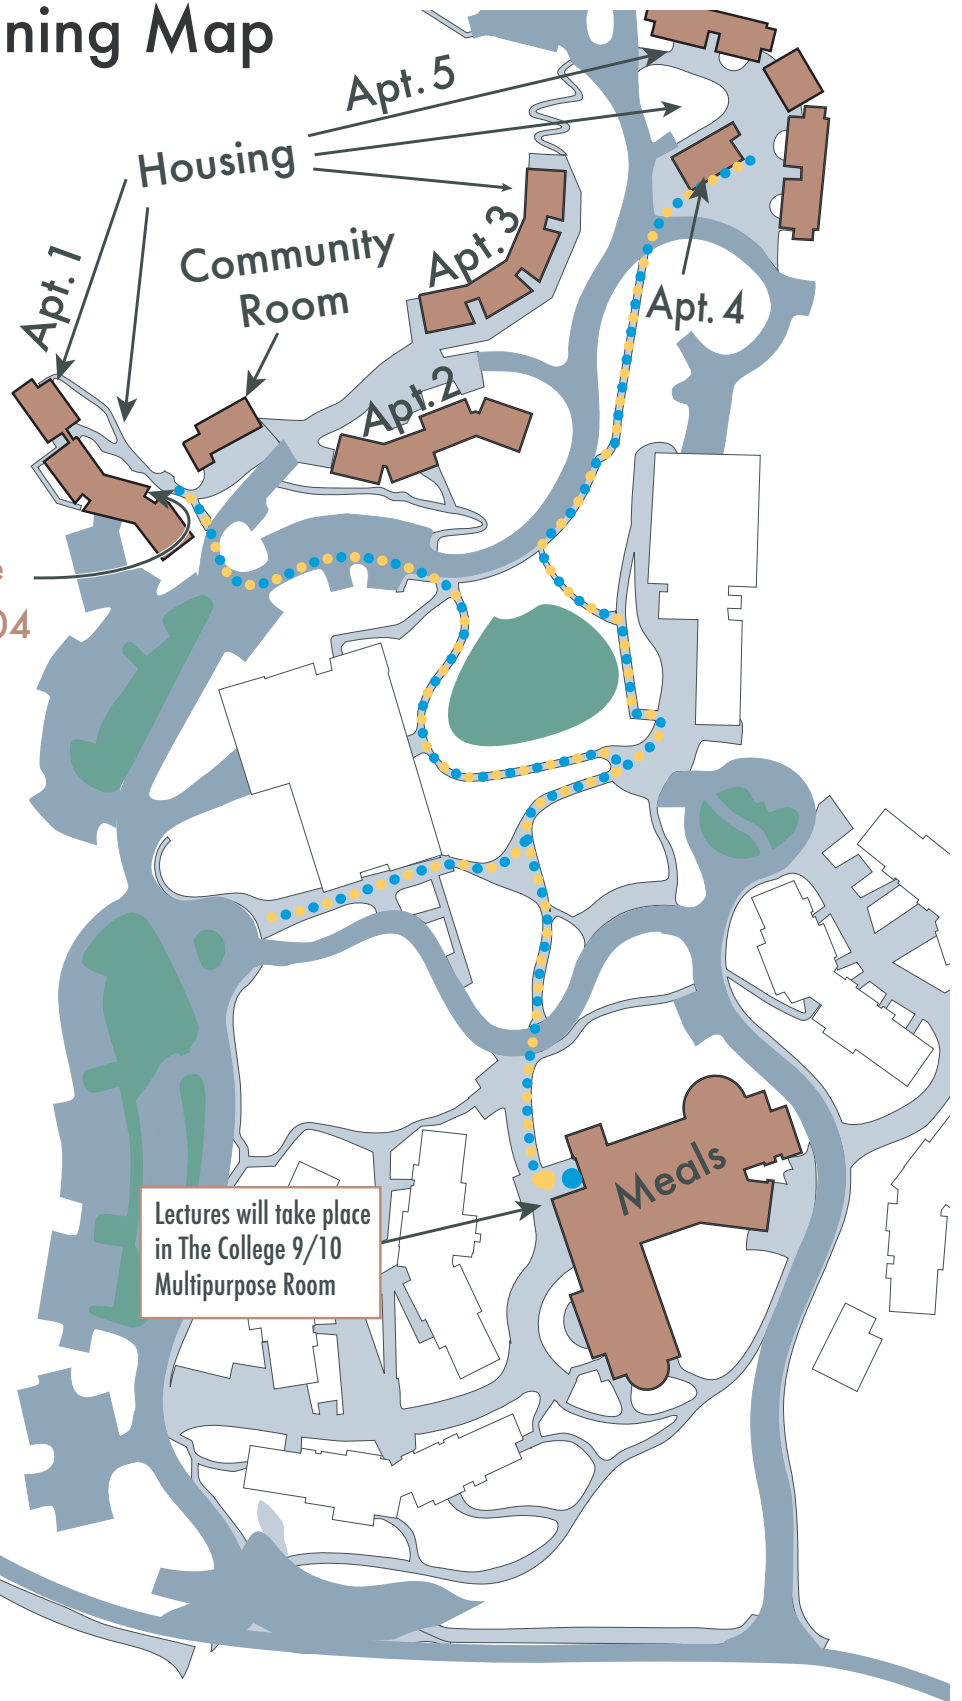 ning Map
Apt. 5
Housing
Apt. 1
Community
Room
Apt. 3
Apt. 4
Apt. 2
e
04
Meals
Lectures will take place
in The College 9/10
Multipurpose Room